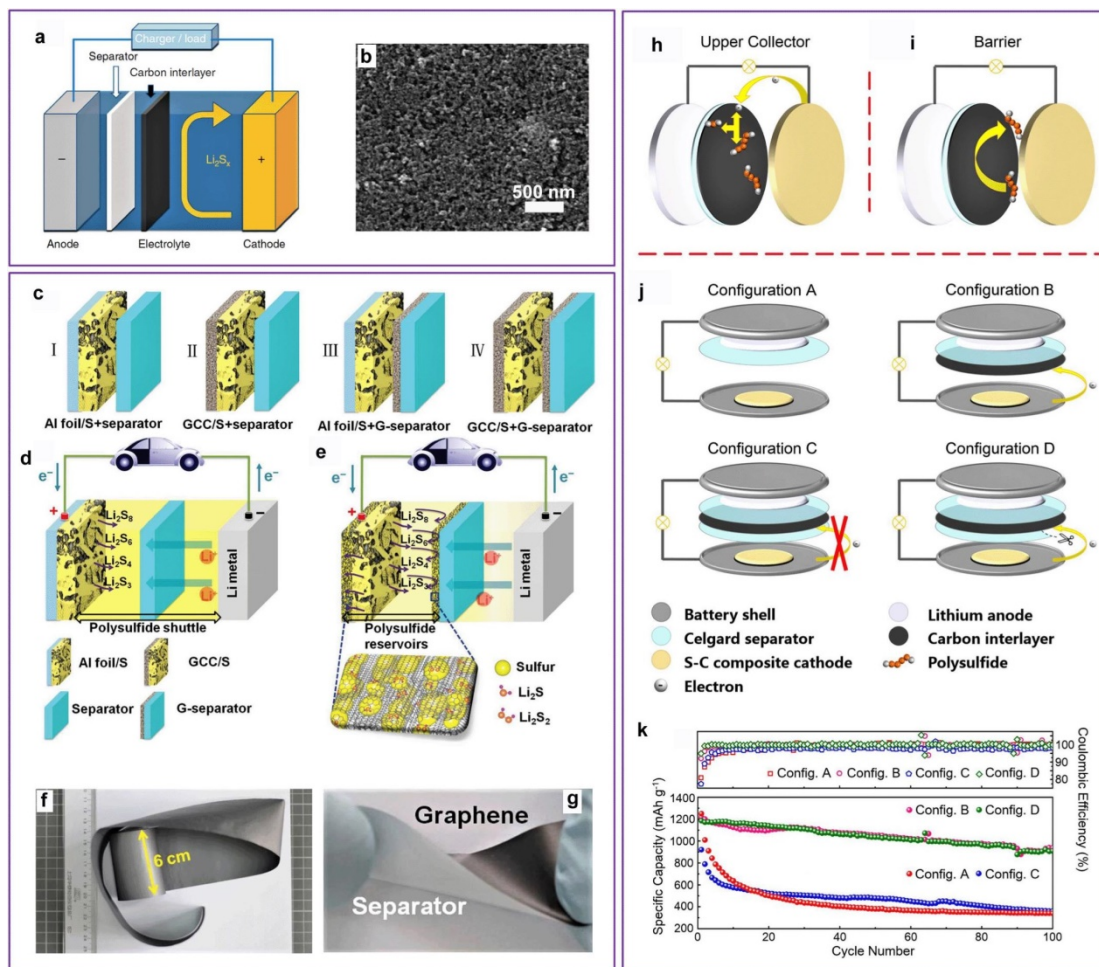 a
Charger / load
Separator
Carbon interlayer
−
Li₂Sₓ
+
Anode
Electrolyte
Cathode
b
500 nm
c
I
II
III
IV
Al foil/S+separator
GCC/S+separator
Al foil/S+G-separator
GCC/S+G-separator
d
e⁻
e⁻
+
-
Li₂S₈
Li₂S₆
Li₂S₄
Li₂S₃
Li⁺
Li⁺
Li metal
Polysulfide shuttle
e
e⁻
e⁻
+
-
Li₂S₈
Li₂S₆
Li₂S₄
Li₂S₃
Li metal
Polysulfide
reservoirs
Al foil/S
GCC/S
Separator
G-separator
Sulfur
Li₂S
Li₂S₂
f
6 cm
g
Graphene
Separator
h
Upper Collector
i
Barrier
j
Configuration A
Configuration B
Configuration C
Configuration D
Battery shell
Lithium anode
Celgard separator
Carbon interlayer
S-C composite cathode
Polysulfide
Electron
k
100
90
80
Coulombic Efficiency (%)
Config. A
Config. B
Config. C
Config. D
1400
1200
1000
800
600
400
200
Specific Capacity (mAh g⁻¹)
Config. B
Config. D
Config. A
Config. C
0
20
40
60
80
100
Cycle Number